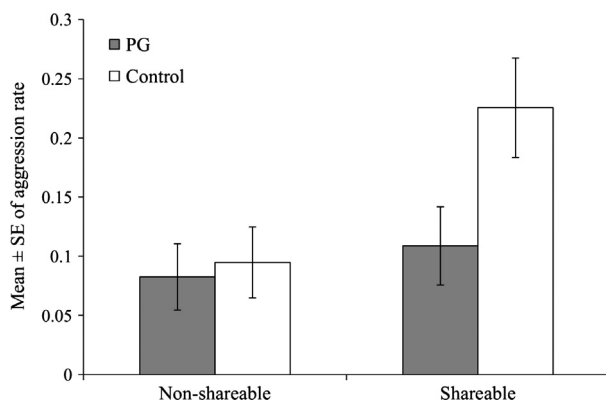 0.3
PG
Control
0.25
0.2
0.15
0.1
0.05
0
Mean ± SE of aggression rate
Non-shareable
Shareable